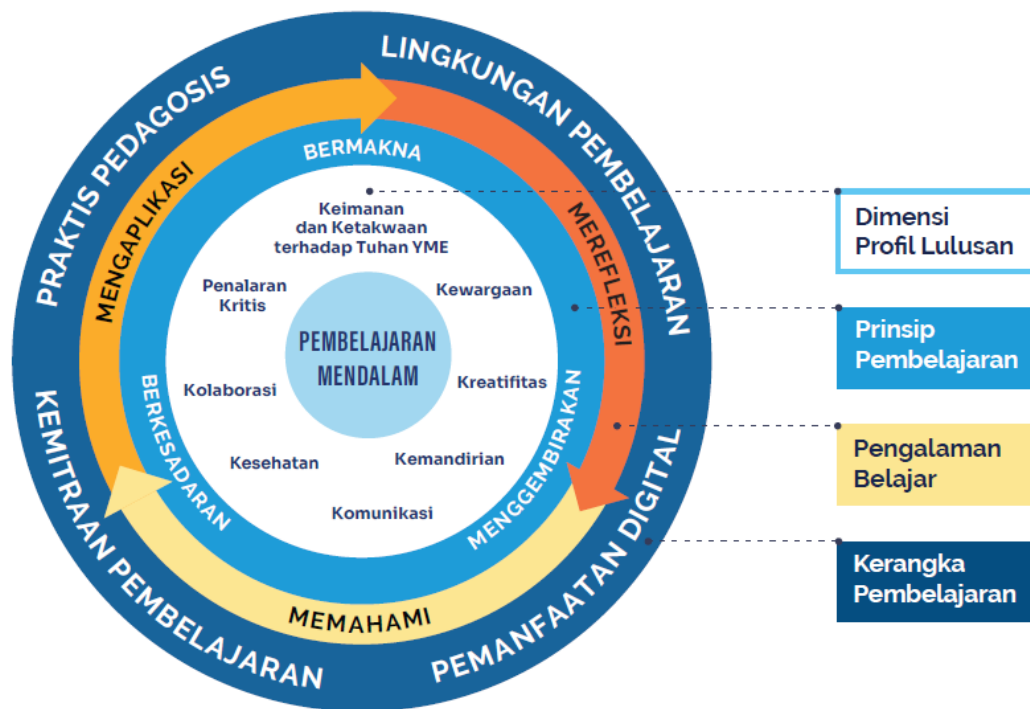 PRAKTIS PEDAGOSIS
LINGKUNGAN PEMBELAJARAN
MENGAPLIKASI
MEREFLEKSI
BERMAKNA
Keimanan
dan Ketakwaan
terhadap Tuhan YME
Penalaran
Kritis
Kewargaan
PEMBELAJARAN
MENDALAM
Kolaborasi
Kreatifitas
Kesehatan
Kemandirian
Komunikasi
BERKESADARAN
MENGGEMBIRAKAN
MEMAHAMI
KEMITRAAN PEMBELAJARAN
PEMANFAATAN DIGITAL
Dimensi
Profil Lulusan
Prinsip
Pembelajaran
Pengalaman
Belajar
Kerangka
Pembelajaran